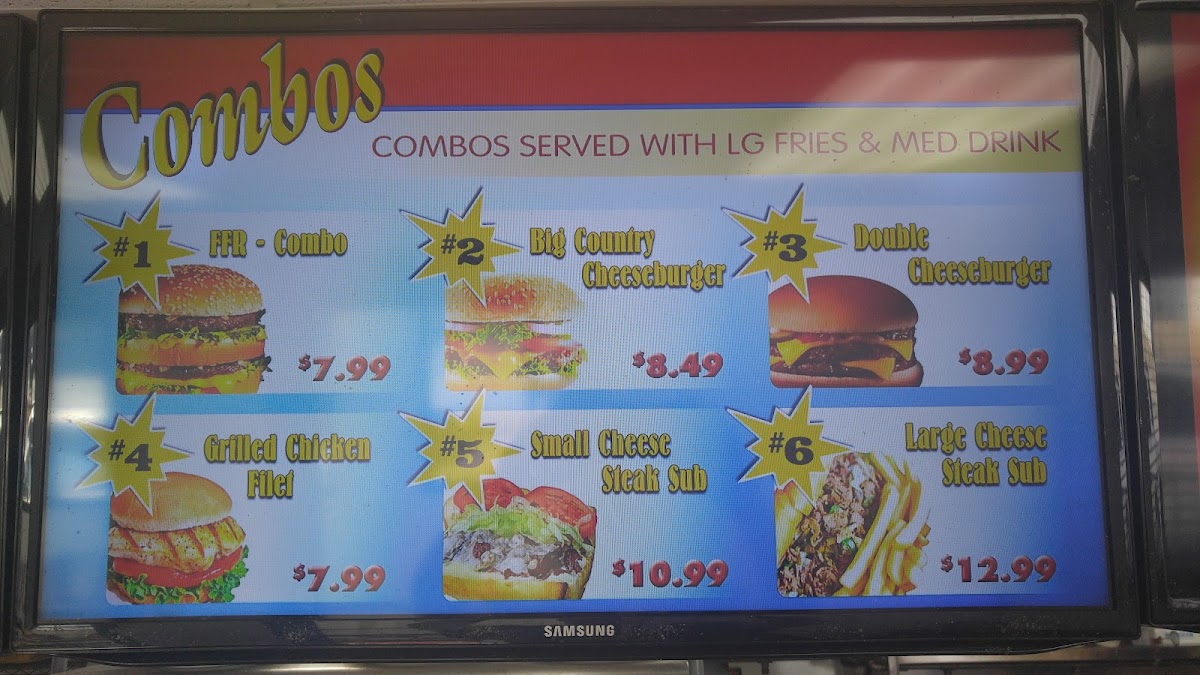 Combos
COMBOS SERVED WITH LG FRIES & MED DRINK
#1
FFR - Combo
$7.99
#2
Big Country
Cheeseburger
$8.49
#3
Double
Cheeseburger
$8.99
#4
Grilled Chicken
Filet
$7.99
#5
Small Cheese
Steak Sub
$10.99
#6
Large Cheese
Steak Sub
$12.99
SAMSUNG